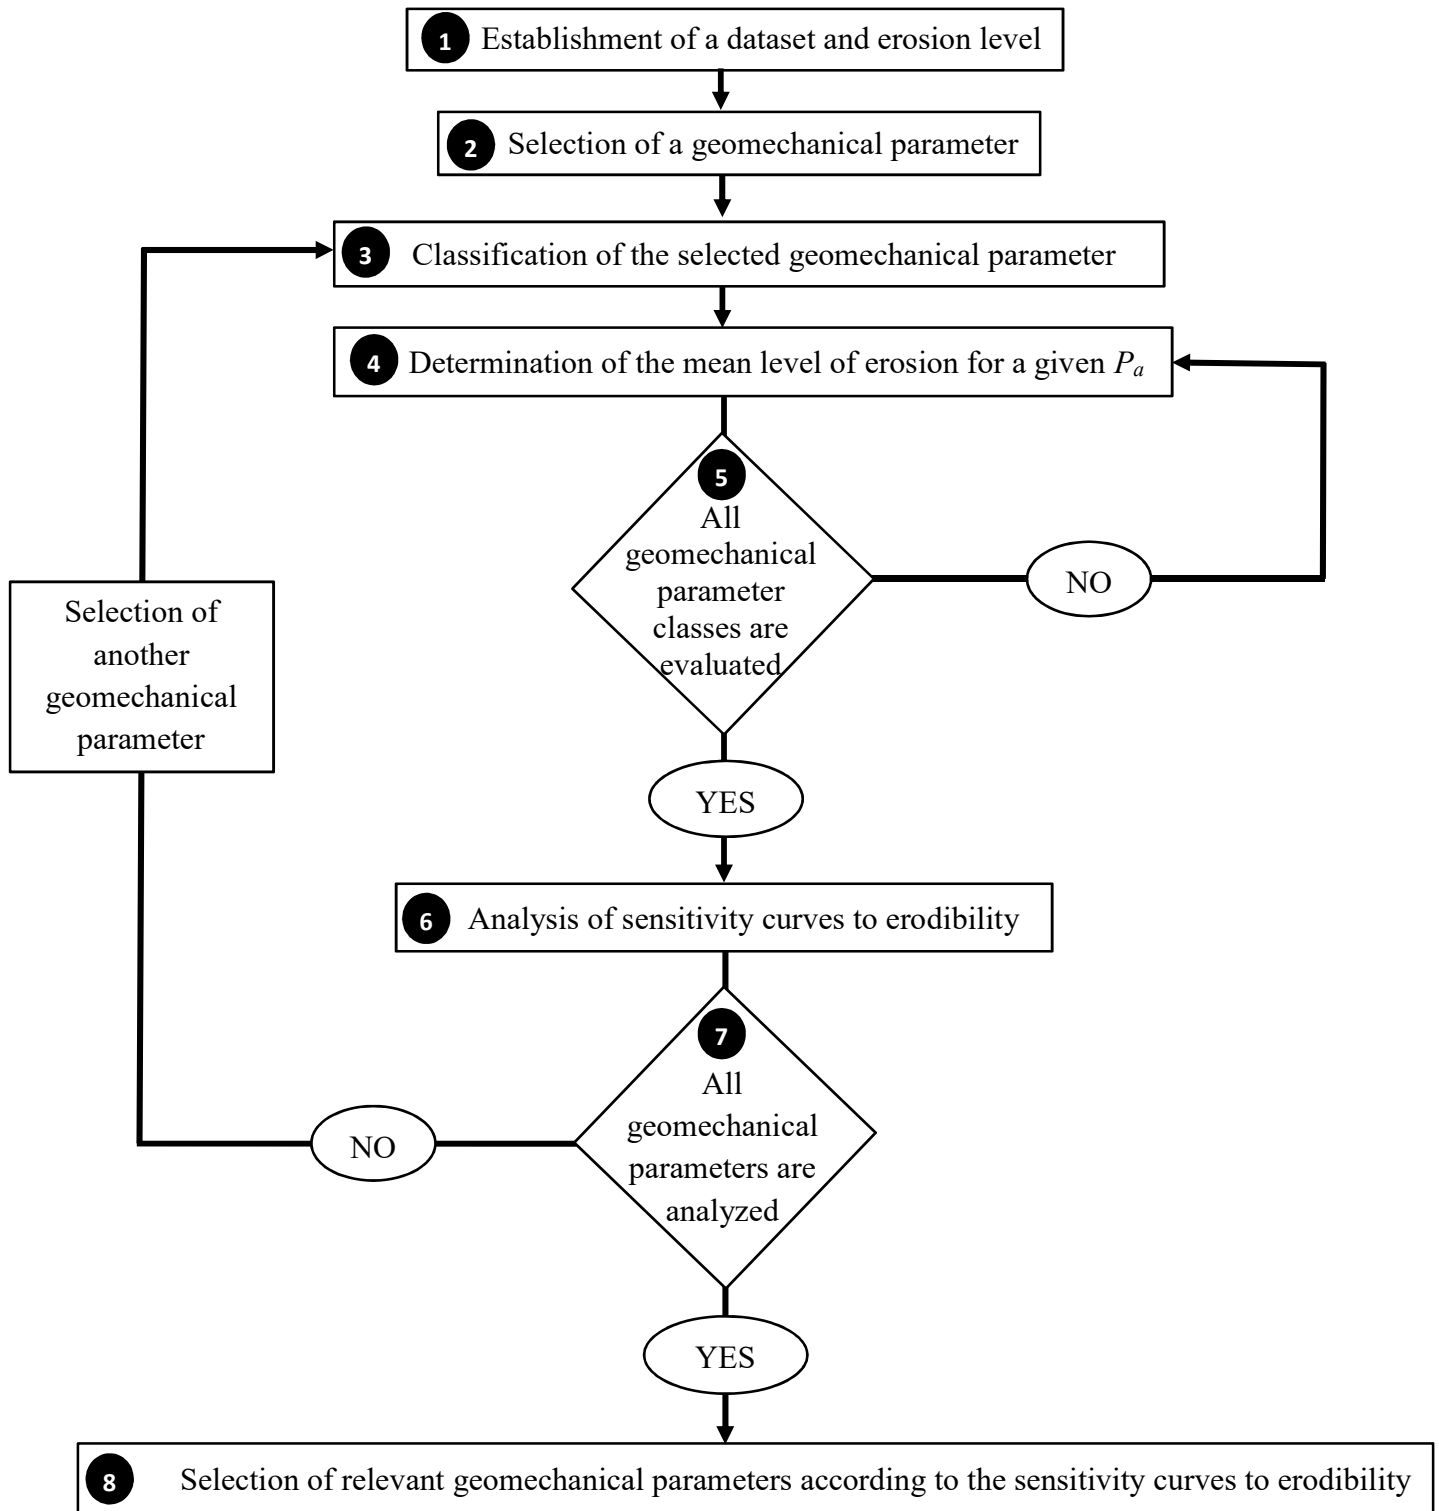 1 Establishment of a dataset and erosion level
2 Selection of a geomechanical parameter
3 Classification of the selected geomechanical parameter
4 Determination of the mean level of erosion for a given Pa
5
All
geomechanical
parameter
classes are
evaluated
NO
Selection of
another
geomechanical
parameter
YES
6 Analysis of sensitivity curves to erodibility
7
All
geomechanical
parameters are
analyzed
NO
YES
8 Selection of relevant geomechanical parameters according to the sensitivity curves to erodibility